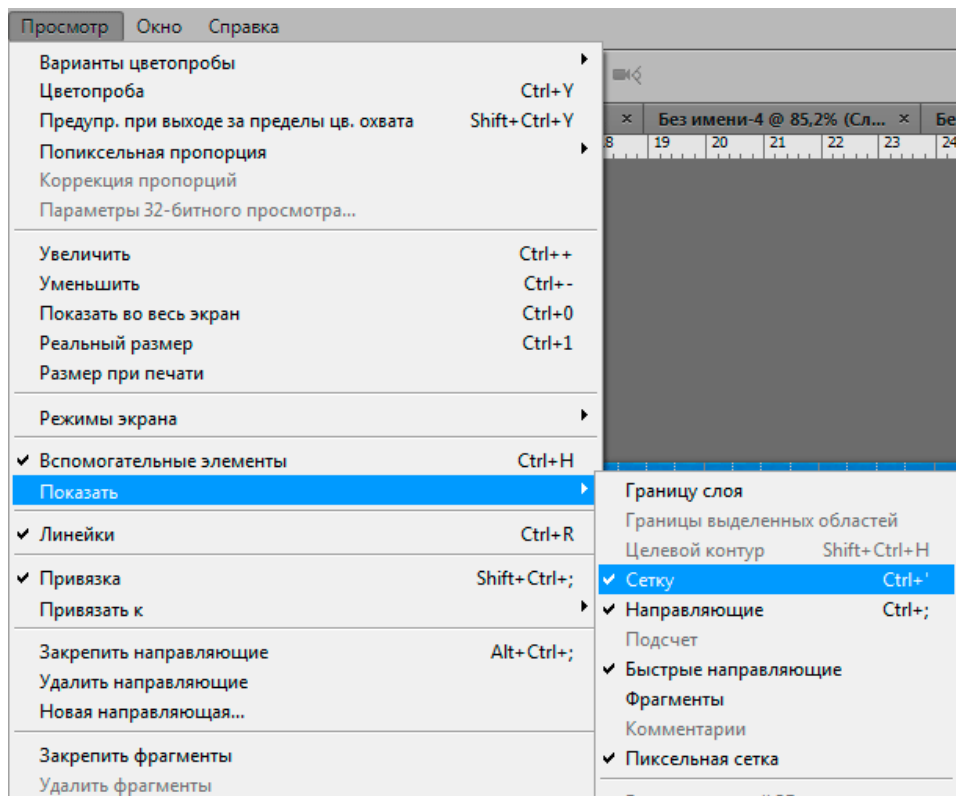 Просмотр Окно Справка
Варианты цветопробы
Цветопроба Ctrl+Y
Предупр. при выходе за пределы цв. охвата Shift+Ctrl+Y
Попиксельная пропорция
Коррекция пропорций
Параметры 32-битного просмотра...
Увеличить Ctrl++
Уменьшить Ctrl+-
Показать во весь экран Ctrl+0
Реальный размер Ctrl+1
Размер при печати
Режимы экрана
Вспомогательные элементы Ctrl+H
Показать
Линейки Ctrl+R
Привязка Shift+Ctrl+;
Привязать к
Закрепить направляющие Alt+Ctrl+;
Удалить направляющие
Новая направляющая...
Закрепить фрагменты
Удалить фрагменты
× Без имени-4 @ 85,2% (Сл... × Бе
8 19 20 21 22 23 24
Границу слоя
Границы выделенных областей
Целевой контур Shift+Ctrl+H
Сетку Ctrl+'
Направляющие Ctrl+;
Подсчет
Быстрые направляющие
Фрагменты
Комментарии
Пиксельная сетка